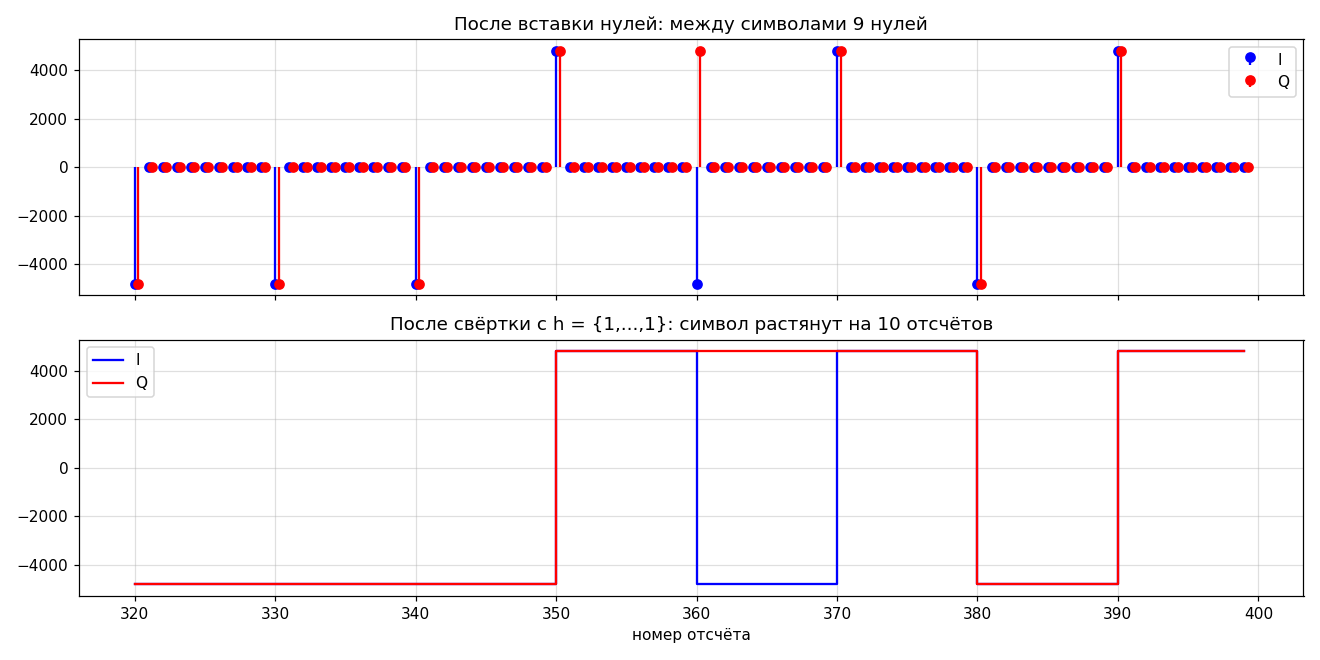 После вставки нулей: между символами 9 нулей
4000
2000
0
−2000
−4000
I
Q
После свёртки с h = {1,...,1}: символ растянут на 10 отсчётов
I
Q
4000
2000
0
−2000
−4000
320 330 340 350 360 370 380 390 400
номер отсчёта